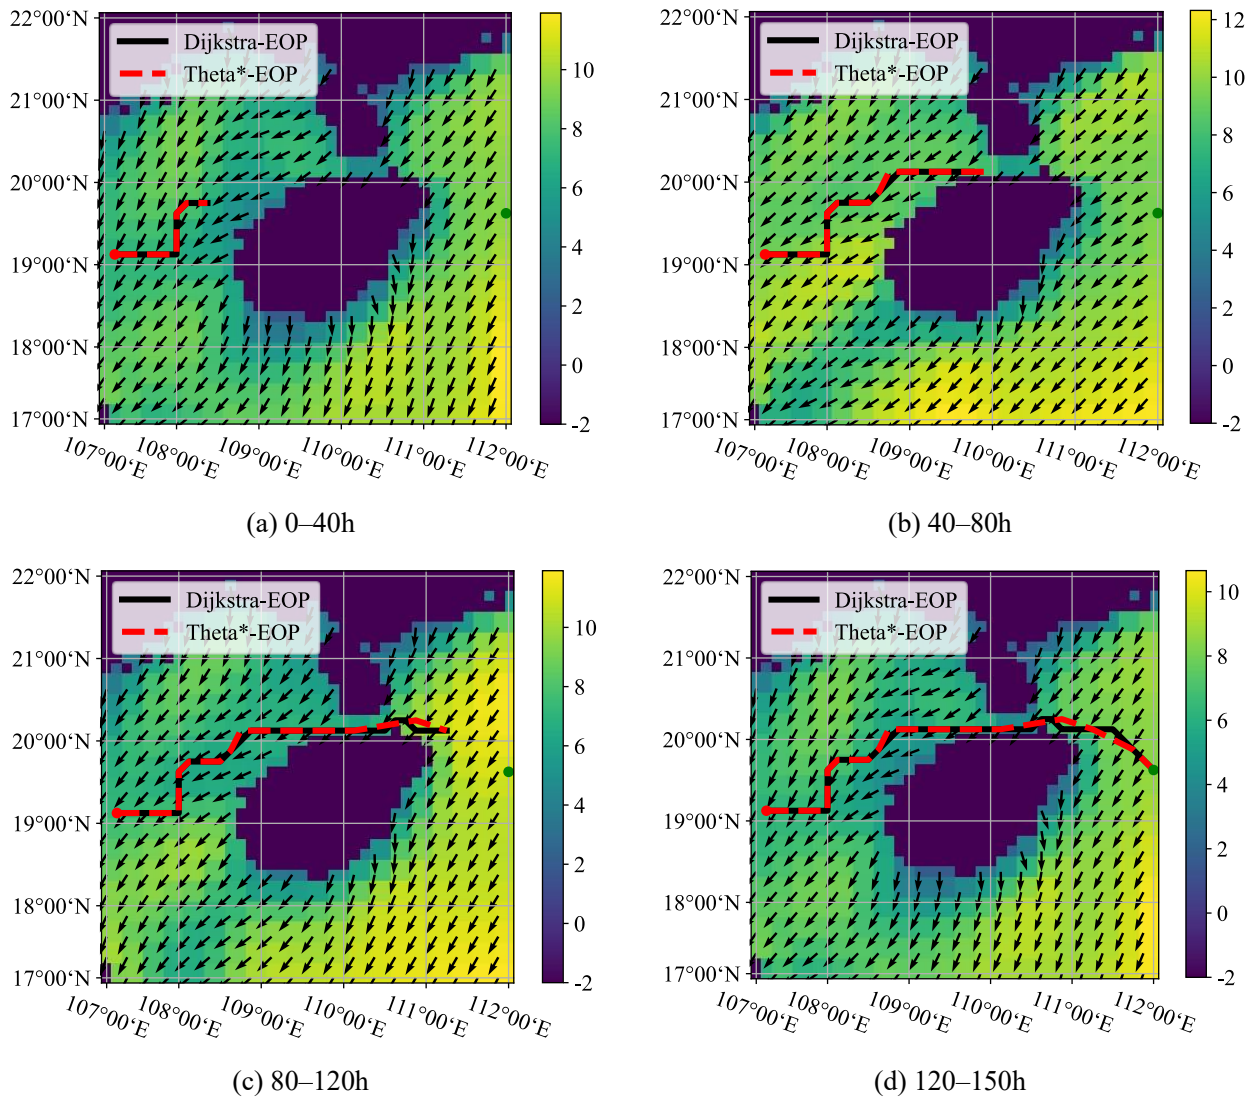 Dijkstra-EOP
Theta*-EOP
22°00‘N
21°00‘N
20°00‘N
19°00‘N
18°00‘N
17°00‘N
107°00‘E
108°00‘E
109°00‘E
110°00‘E
111°00‘E
112°00‘E
10
8
6
4
2
0
-2
(a) 0–40h
Dijkstra-EOP
Theta*-EOP
22°00‘N
21°00‘N
20°00‘N
19°00‘N
18°00‘N
17°00‘N
107°00‘E
108°00‘E
109°00‘E
110°00‘E
111°00‘E
112°00‘E
12
10
8
6
4
2
0
-2
(b) 40–80h
Dijkstra-EOP
Theta*-EOP
22°00‘N
21°00‘N
20°00‘N
19°00‘N
18°00‘N
17°00‘N
107°00‘E
108°00‘E
109°00‘E
110°00‘E
111°00‘E
112°00‘E
10
8
6
4
2
0
-2
(c) 80–120h
Dijkstra-EOP
Theta*-EOP
22°00‘N
21°00‘N
20°00‘N
19°00‘N
18°00‘N
17°00‘N
107°00‘E
108°00‘E
109°00‘E
110°00‘E
111°00‘E
112°00‘E
10
8
6
4
2
0
-2
(d) 120–150h